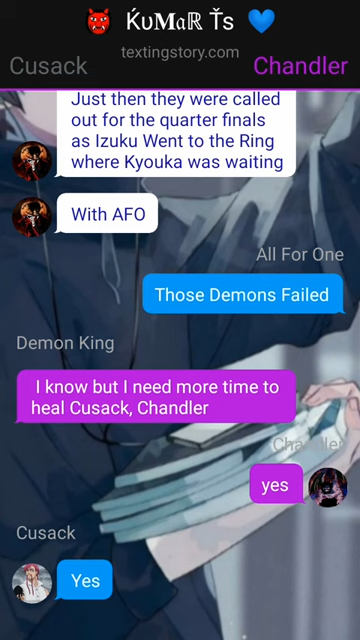 👹 ḰυMαℝ Ťs 💙
textingstory.com
Cusack Chandler
Just then they were called
out for the quarter finals
as Izuku Went to the Ring
where Kyouka was waiting
With AFO
All For One
Those Demons Failed
Demon King
I know but I need more time to
heal Cusack, Chandler
Chandler
yes
Cusack
Yes